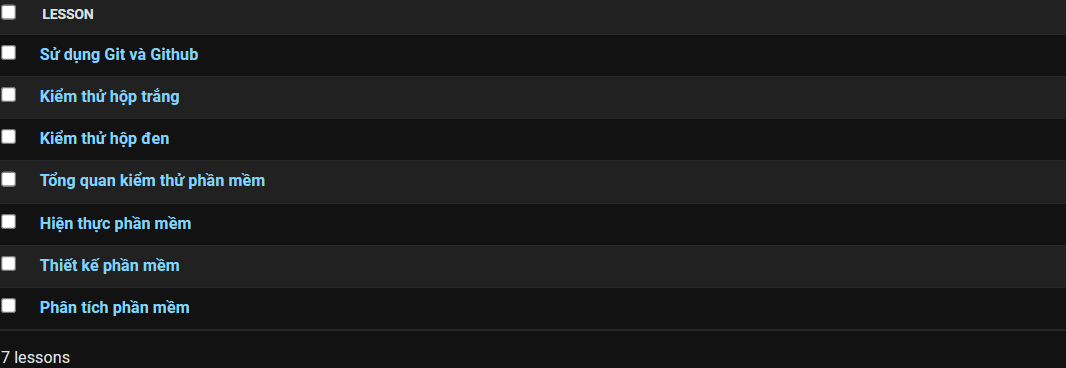 LESSON
Sử dụng Git và Github
Kiểm thử hộp trắng
Kiểm thử hộp đen
Tổng quan kiểm thử phần mềm
Hiện thực phần mềm
Thiết kế phần mềm
Phân tích phần mềm
7 lessons